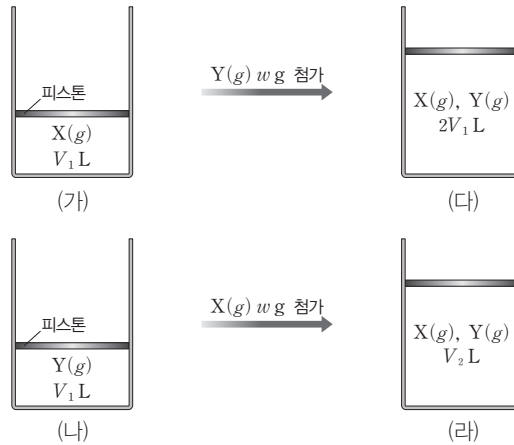 피스톤
X(g)
V₁ L
(가)
Y(g) w g 첨가
X(g), Y(g)
2V₁ L
(다)
피스톤
Y(g)
V₁ L
(나)
X(g) w g 첨가
X(g), Y(g)
V₂ L
(라)